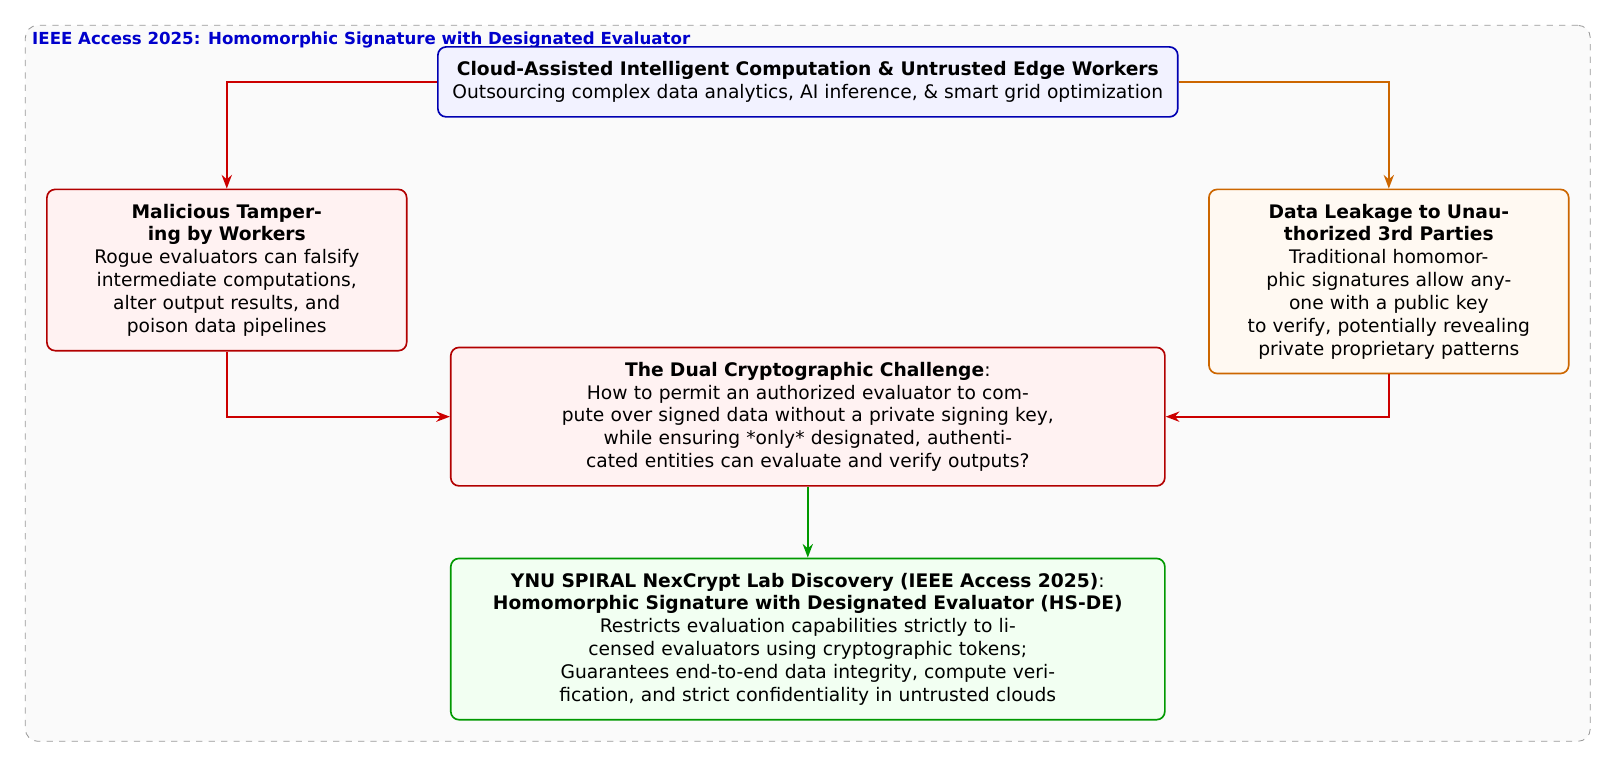 IEEE Access 2025: Homomorphic Signature with Designated Evaluator
Cloud-Assisted Intelligent Computation & Untrusted Edge Workers
Outsourcing complex data analytics, AI inference, & smart grid optimization
Malicious Tamper-
ing by Workers
Rogue evaluators can falsify
intermediate computations,
alter output results, and
poison data pipelines
Data Leakage to Unau-
thorized 3rd Parties
Traditional homomor-
phic signatures allow any-
one with a public key
to verify, potentially revealing
private proprietary patterns
The Dual Cryptographic Challenge:
How to permit an authorized evaluator to com-
pute over signed data without a private signing key,
while ensuring *only* designated, authenti-
cated entities can evaluate and verify outputs?
YNU SPIRAL NexCrypt Lab Discovery (IEEE Access 2025):
Homomorphic Signature with Designated Evaluator (HS-DE)
Restricts evaluation capabilities strictly to li-
censed evaluators using cryptographic tokens;
Guarantees end-to-end data integrity, compute veri-
fication, and strict confidentiality in untrusted clouds